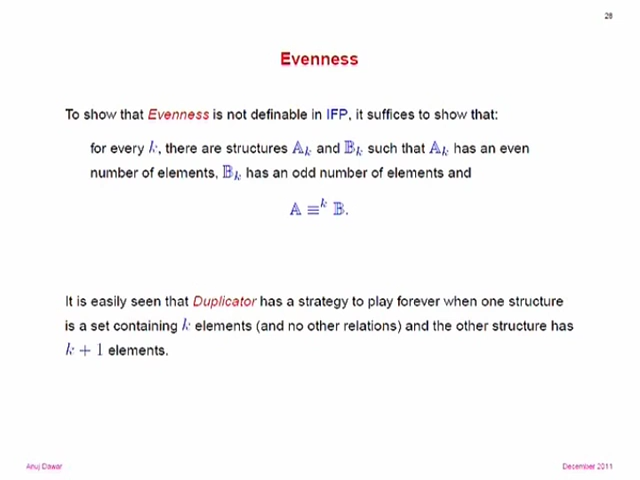 28
Evenness
To show that Evenness is not definable in IFP, it suffices to show that:
for every k, there are structures 𝔸ₖ and 𝔹ₖ such that 𝔸ₖ has an even
number of elements, 𝔹ₖ has an odd number of elements and
𝔸 ≡ᵏ 𝔹.
It is easily seen that Duplicator has a strategy to play forever when one structure
is a set containing k elements (and no other relations) and the other structure has
k + 1 elements.
Anuj Dawar
December 2011